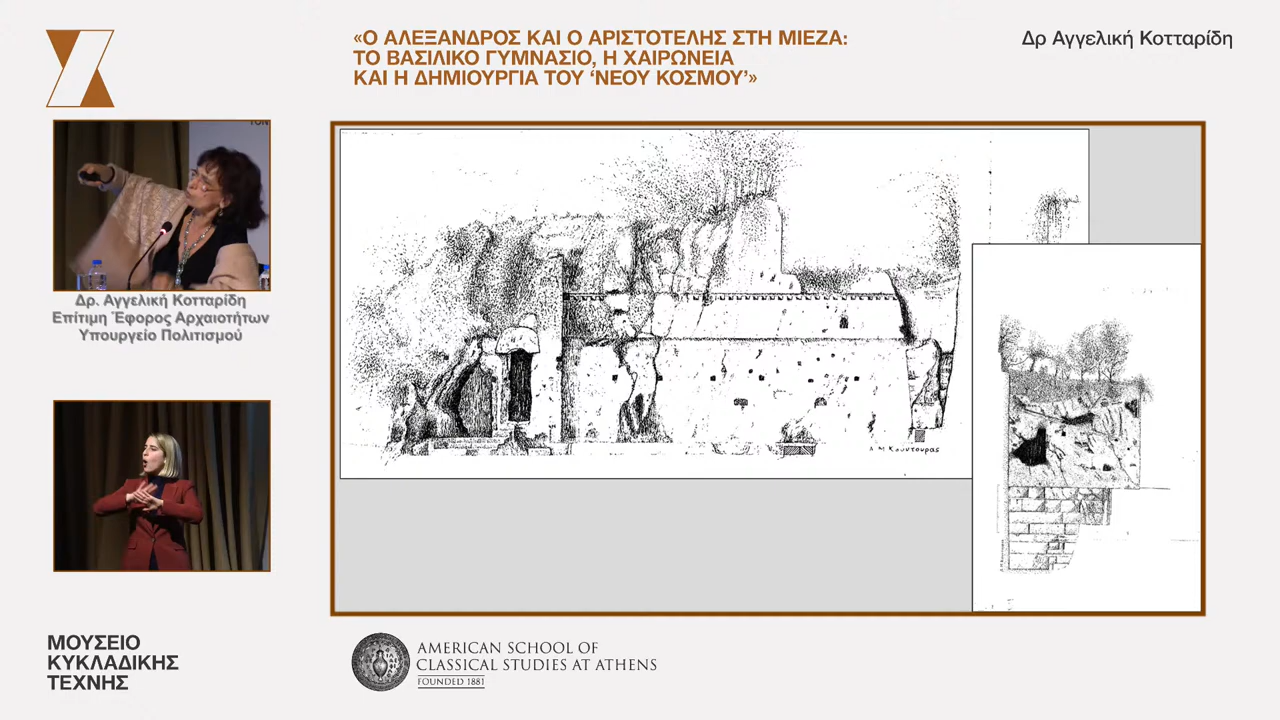 «Ο ΑΛΕΞΑΝΔΡΟΣ ΚΑΙ Ο ΑΡΙΣΤΟΤΕΛΗΣ ΣΤΗ ΜΙΕΖΑ:
ΤΟ ΒΑΣΙΛΙΚΟ ΓΥΜΝΑΣΙΟ, Η ΧΑΙΡΩΝΕΙΑ
ΚΑΙ Η ΔΗΜΙΟΥΡΓΙΑ ΤΟΥ ‘ΝΕΟΥ ΚΟΣΜΟΥ’»
Δρ Αγγελική Κοτταρίδη
Δρ. Αγγελική Κοτταρίδη
Επίτιμη Έφορος Αρχαιοτήτων
Υπουργείο Πολιτισμού
ΜΟΥΣΕΙΟ
ΚΥΚΛΑΔΙΚΗΣ
ΤΕΧΝΗΣ
AMERICAN SCHOOL OF
CLASSICAL STUDIES AT ATHENS
FOUNDED 1881